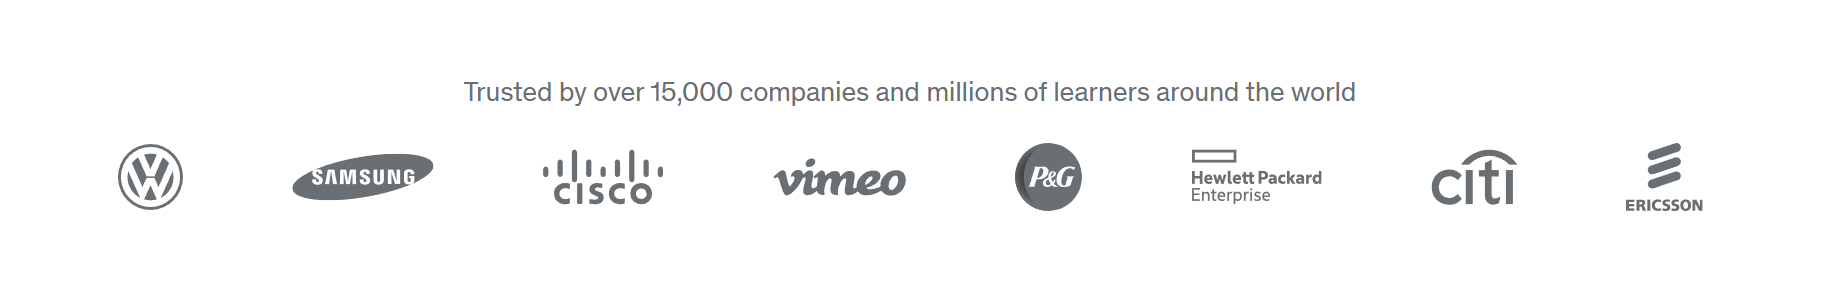 Trusted by over 15,000 companies and millions of learners around the world
VW
SAMSUNG
CISCO
vimeo
P&G
Hewlett Packard
Enterprise
citi
ERICSSON